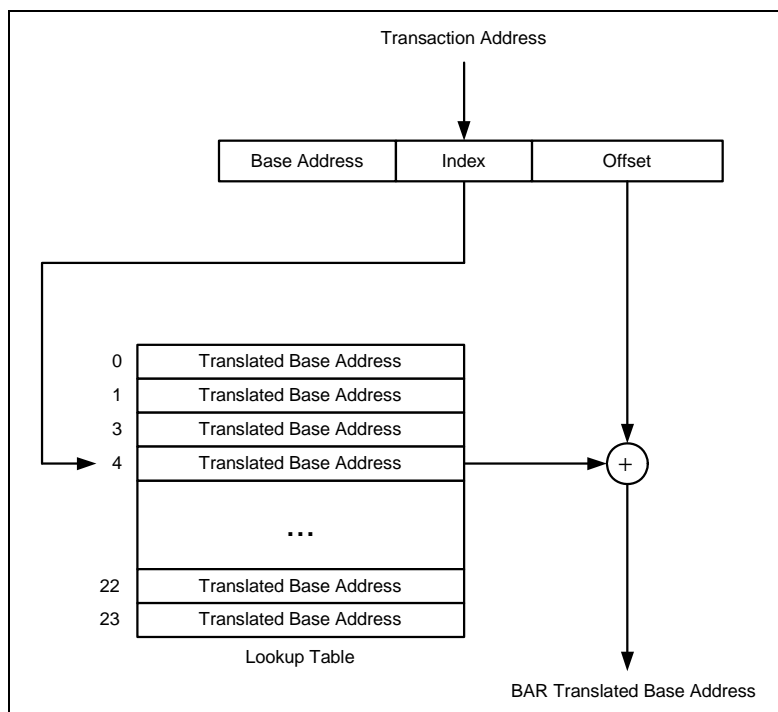 Transaction Address
Base Address Index Offset
0 Translated Base Address
1 Translated Base Address
3 Translated Base Address
4 Translated Base Address
+
...
22 Translated Base Address
23 Translated Base Address
Lookup Table
BAR Translated Base Address